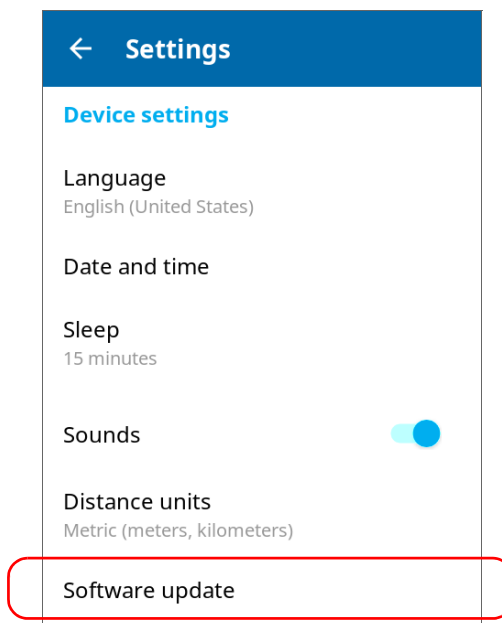 Settings
Device settings
Language
English (United States)
Date and time
Sleep
15 minutes
Sounds
Distance units
Metric (meters, kilometers)
Software update